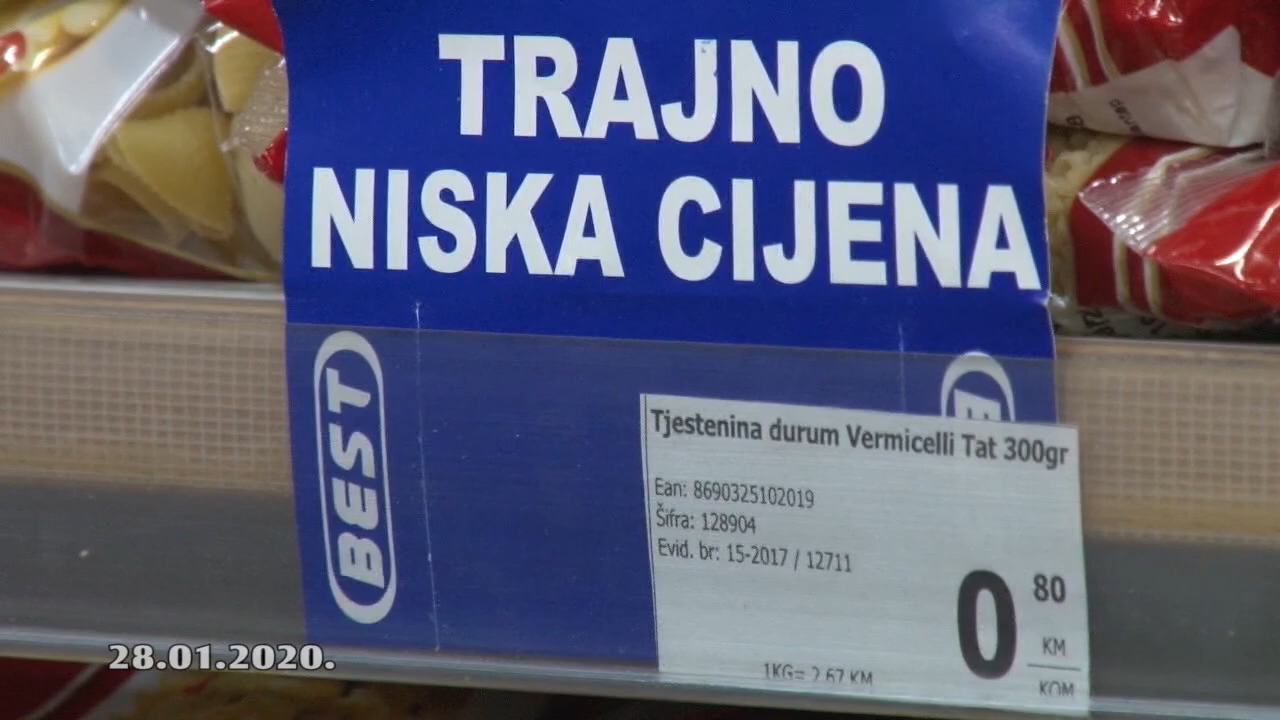 TRAJNO
NISKA CIJENA
BEST
Tjestenina durum Vermicelli Tat 300gr
Ean: 8690325102019
Šifra: 128904
Evid. br: 15-2017 / 12711
0 80
KM
KOM
1KG= 2,67 KM
28.01.2020.